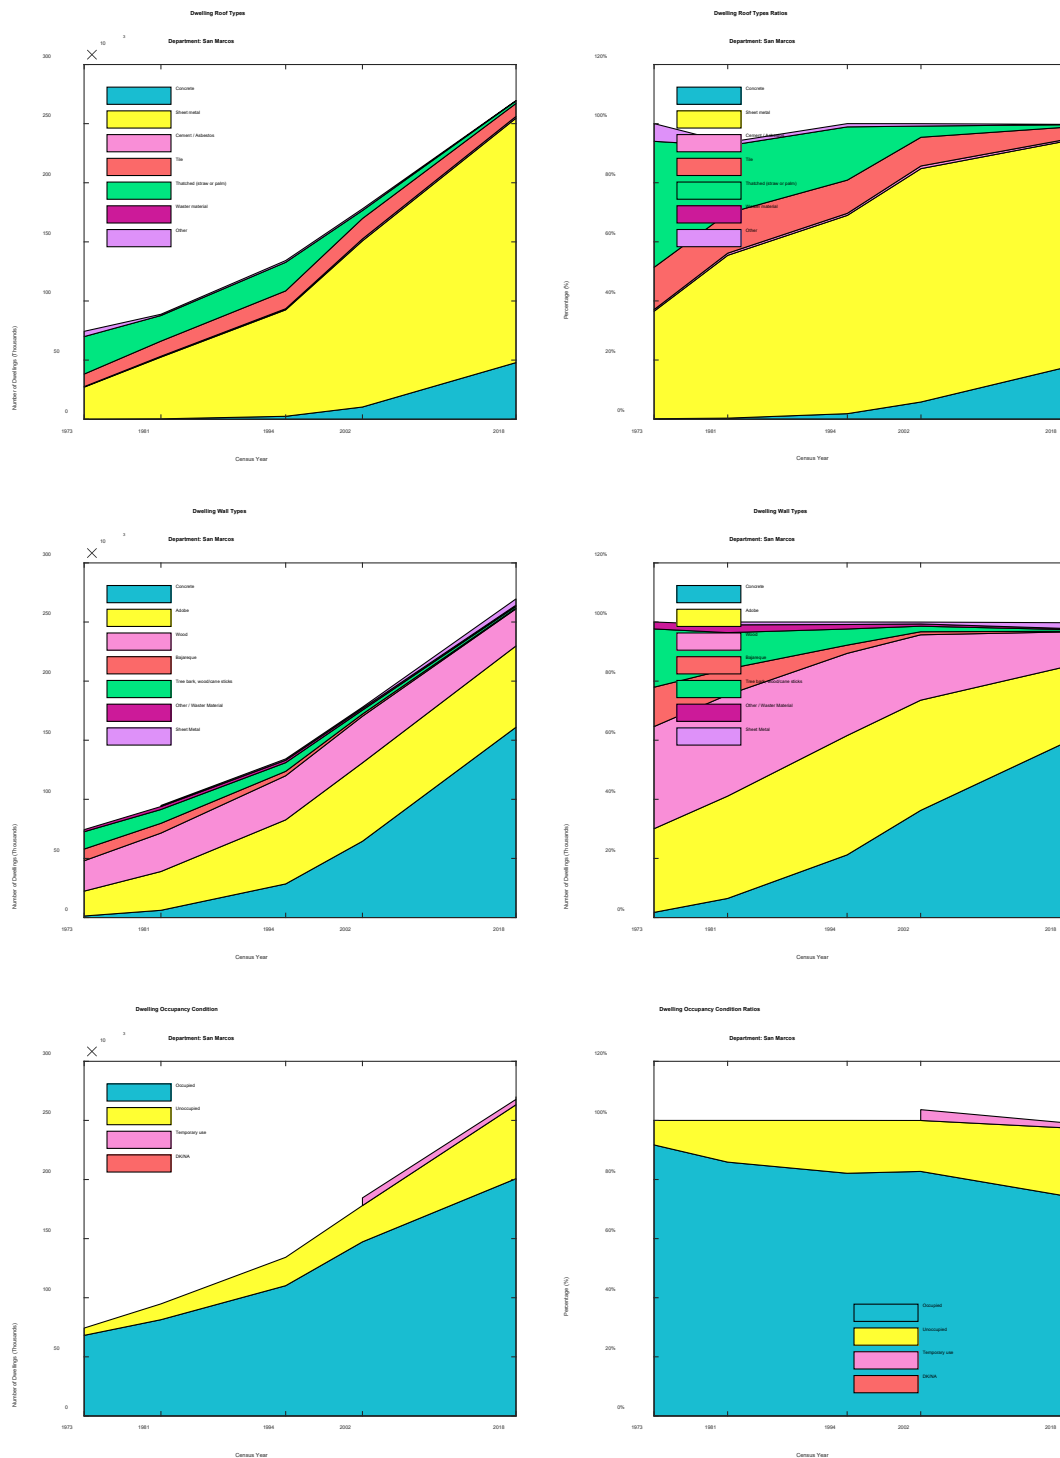 Dwelling Roof Types
Department: San Marcos
10
3
300
250
200
150
100
50
0
Number of Dwellings (Thousands)
Concrete
Sheet metal
Cement / Asbestos
Tile
Thatched (straw or palm)
Waster material
Other
1973
1981
1994
2002
2018
Census Year
Dwelling Roof Types Ratios
Department: San Marcos
120%
100%
80%
60%
40%
20%
0%
Percentage (%)
Concrete
Sheet metal
Cement / Asbestos
Tile
Thatched (straw or palm)
Waster material
Other
1973
1981
1994
2002
2018
Census Year
Dwelling Wall Types
Department: San Marcos
10
3
300
250
200
150
100
50
0
Number of Dwellings (Thousands)
Concrete
Adobe
Wood
Bajareque
Tree bark, wood/cane sticks
Other / Waster Material
Sheet Metal
1973
1981
1994
2002
2018
Census Year
Dwelling Wall Types
Department: San Marcos
120%
100%
80%
60%
40%
20%
0%
Number of Dwellings (Thousands)
Concrete
Adobe
Wood
Bajareque
Tree bark, wood/cane sticks
Other / Waster Material
Sheet Metal
1973
1981
1994
2002
2018
Census Year
Dwelling Occupancy Condition
Department: San Marcos
10
3
300
250
200
150
100
50
0
Number of Dwellings (Thousands)
Occupied
Unoccupied
Temporary use
DK/NA
1973
1981
1994
2002
2018
Census Year
Dwelling Occupancy Condition Ratios
Department: San Marcos
120%
100%
80%
60%
40%
20%
0%
Percentage (%)
Occupied
Unoccupied
Temporary use
DK/NA
1973
1981
1994
2002
2018
Census Year